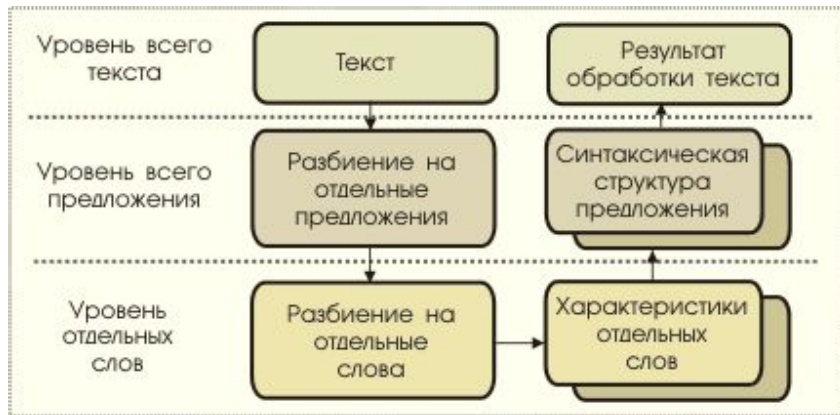 Уровень всего
текста
Текст
Результат
обработки текста
Уровень всего
предложения
Разбиение на
отдельные
предложения
Синтаксическая
структура
предложения
Уровень
отдельных
слов
Разбиение на
отдельные
слова
Характеристики
отдельных
слов